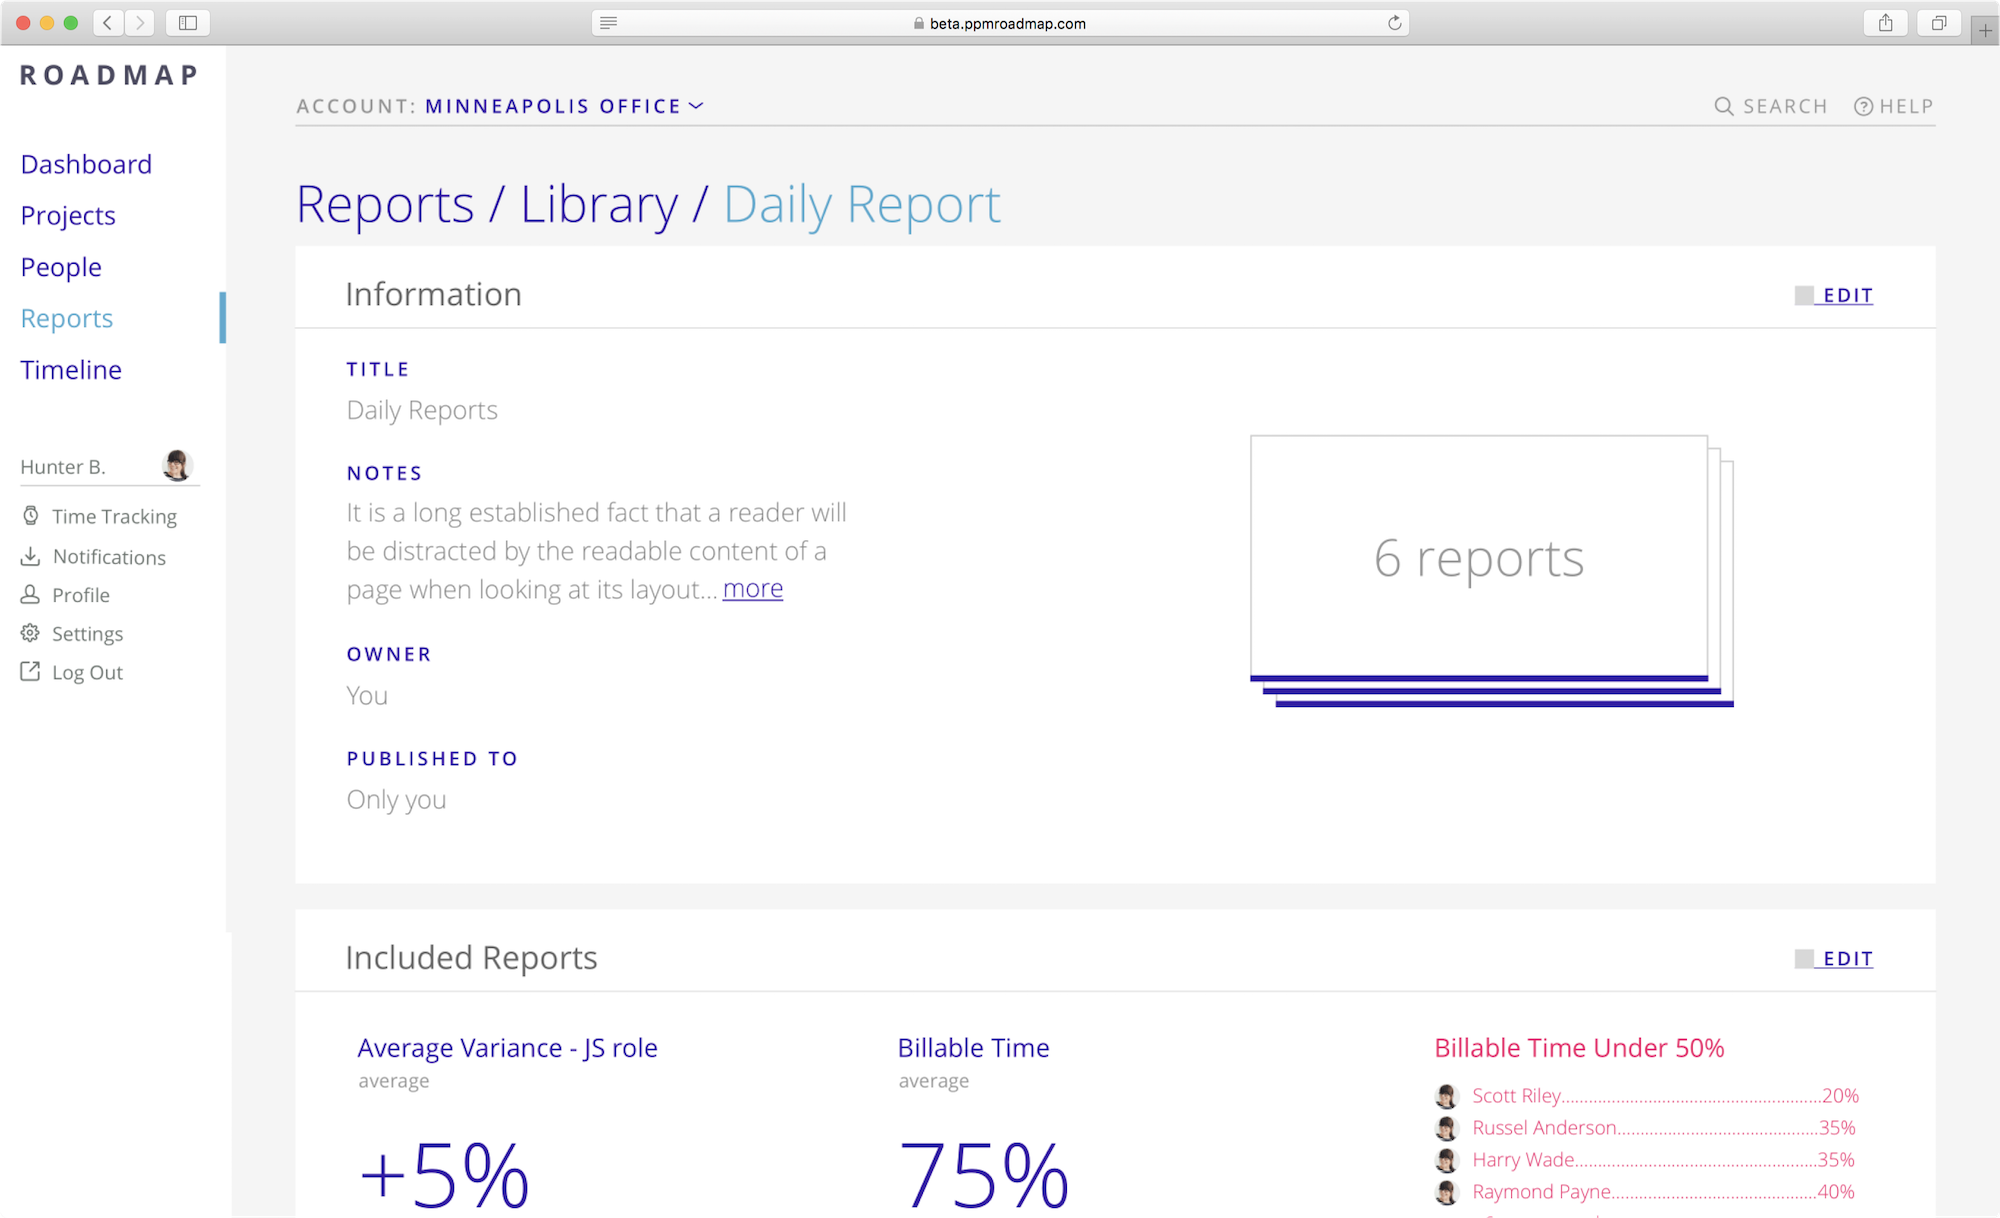 beta.ppmroadmap.com
ROADMAP
ACCOUNT: MINNEAPOLIS OFFICE
SEARCH
HELP
Dashboard
Projects
People
Reports
Timeline
Hunter B.
Time Tracking
Notifications
Profile
Settings
Log Out
Reports / Library / Daily Report
Information
EDIT
TITLE
Daily Reports
NOTES
It is a long established fact that a reader will
be distracted by the readable content of a
page when looking at its layout... more
OWNER
You
PUBLISHED TO
Only you
6 reports
Included Reports
EDIT
Average Variance - JS role
average
+5%
Billable Time
average
75%
Billable Time Under 50%
Scott Riley....................................................20%
Russel Anderson........................................35%
Harry Wade................................................35%
Raymond Payne.........................................40%